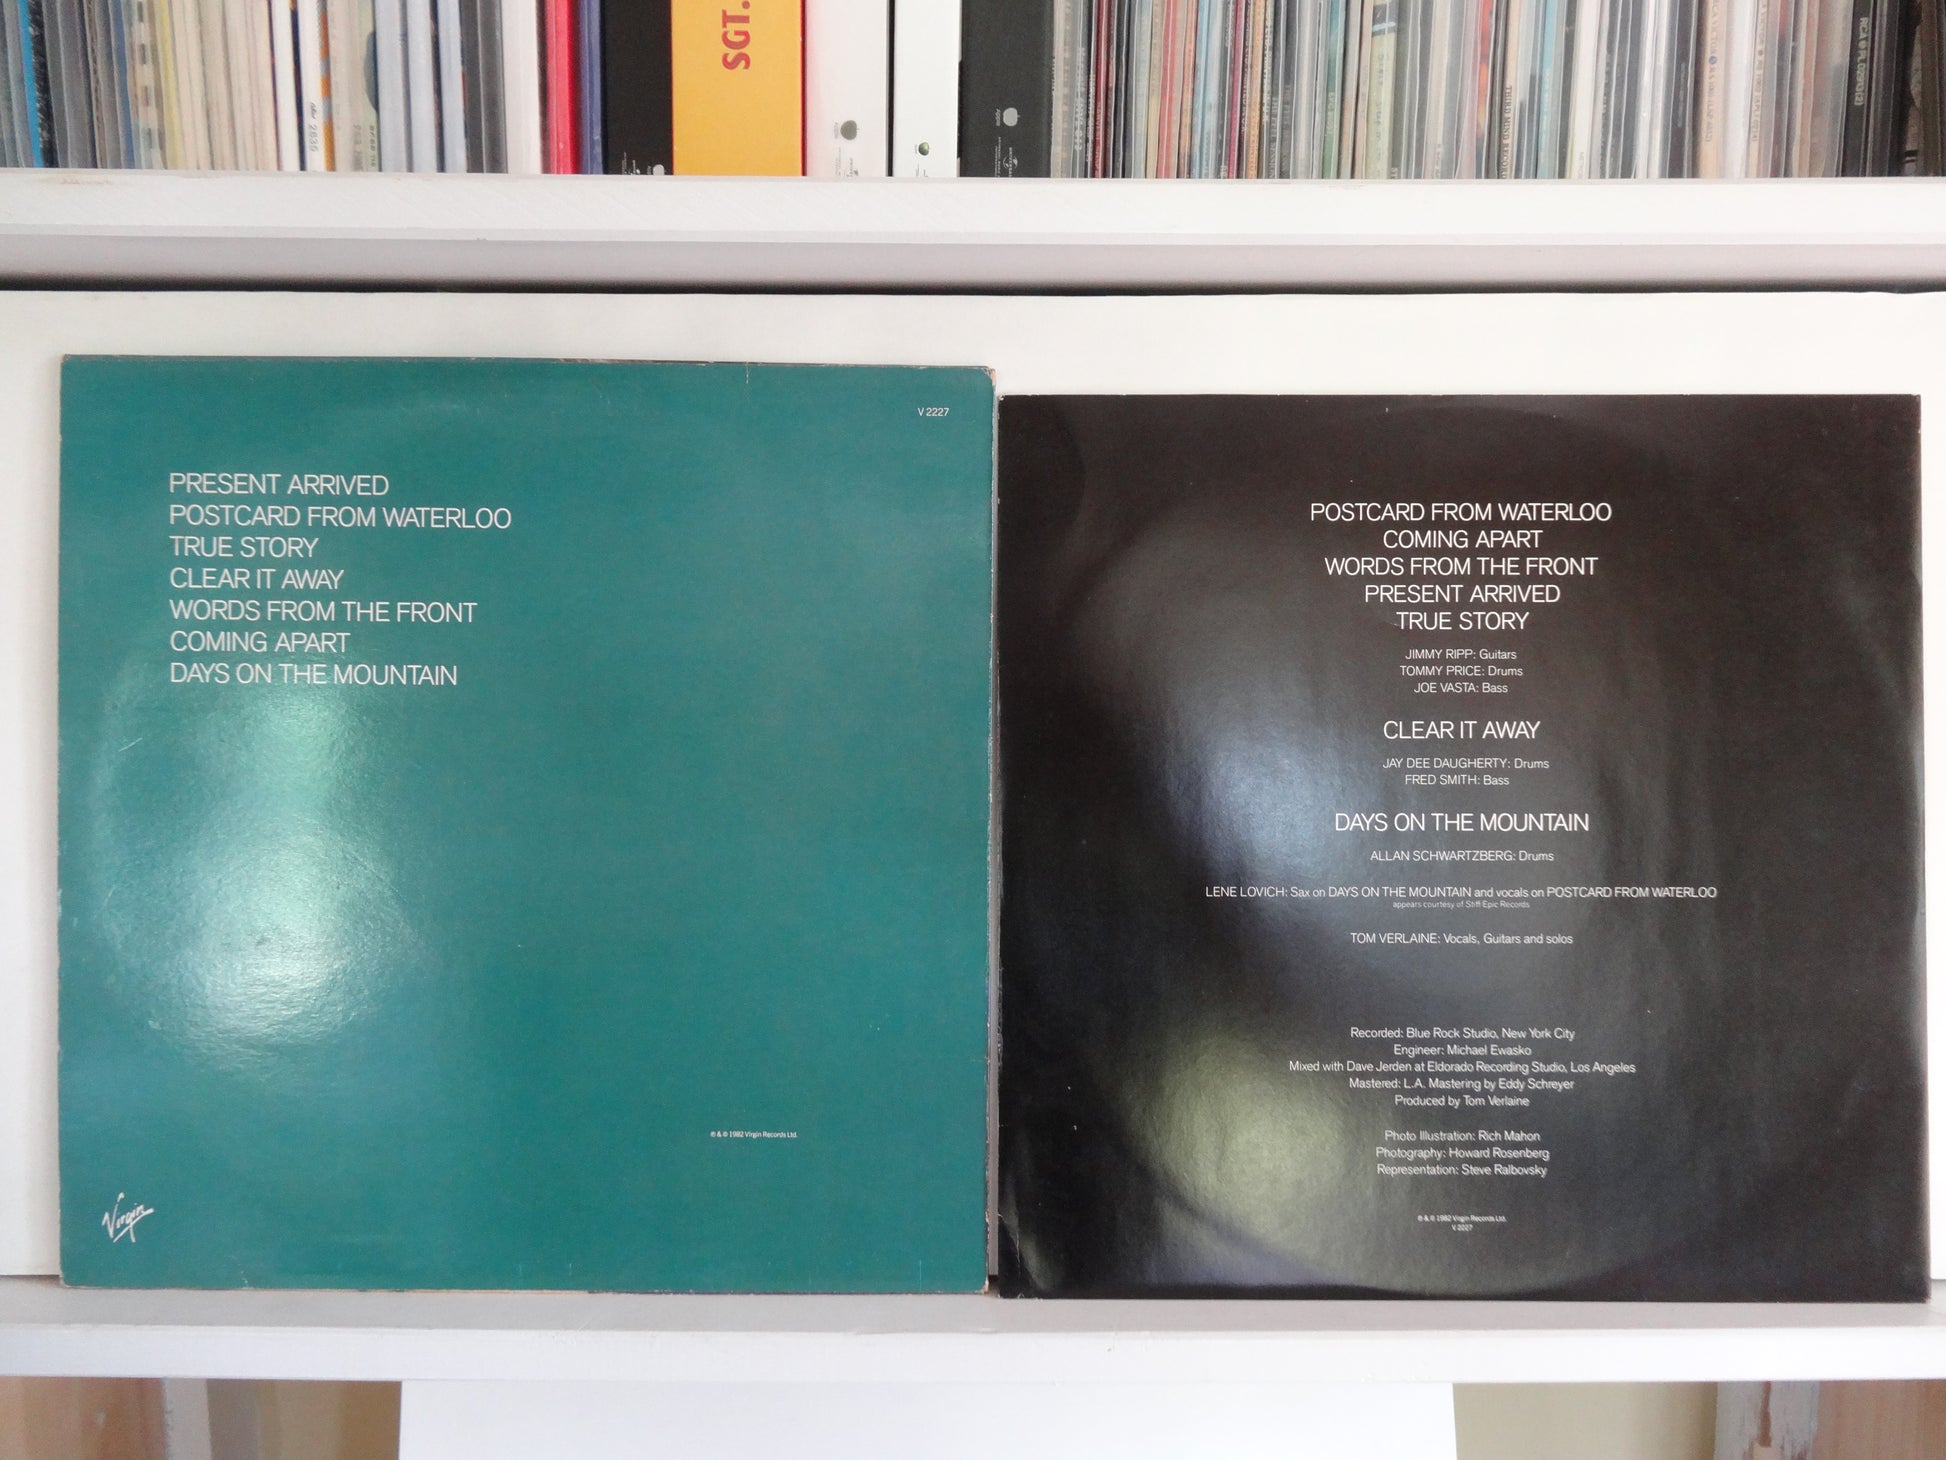 SGT.
V 2227
PRESENT ARRIVED
POSTCARD FROM WATERLOO
TRUE STORY
CLEAR IT AWAY
WORDS FROM THE FRONT
COMING APART
DAYS ON THE MOUNTAIN
℗ & © 1982 Virgin Records Ltd.
Virgin
POSTCARD FROM WATERLOO
COMING APART
WORDS FROM THE FRONT
PRESENT ARRIVED
TRUE STORY
JIMMY RIPP: Guitars
TOMMY PRICE: Drums
JOE VASTA: Bass
CLEAR IT AWAY
JAY DEE DAUGHERTY: Drums
FRED SMITH: Bass
DAYS ON THE MOUNTAIN
ALLAN SCHWARTZBERG: Drums
LENE LOVICH: Sax on DAYS ON THE MOUNTAIN and vocals on POSTCARD FROM WATERLOO
appears courtesy of Stiff Epic Records
TOM VERLAINE: Vocals, Guitars and solos
Recorded: Blue Rock Studio, New York City
Engineer: Michael Ewasko
Mixed with Dave Jerden at Eldorado Recording Studio, Los Angeles
Mastered: L.A. Mastering by Eddy Schreyer
Produced by Tom Verlaine
Photo Illustration: Rich Mahon
Photography: Howard Rosenberg
Representation: Steve Ralbovsky
℗ & © 1982 Virgin Records Ltd.
V 2227